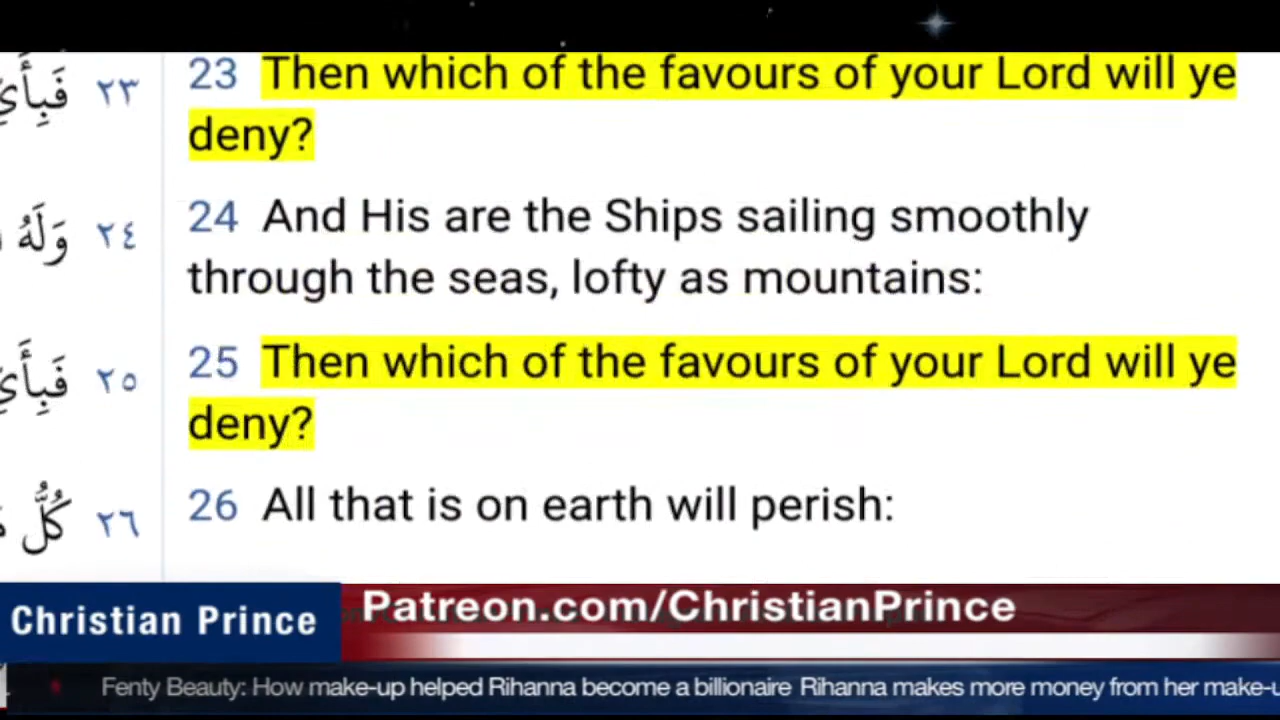 23 Then which of the favours of your Lord will ye
deny?
٢٣
24 And His are the Ships sailing smoothly
through the seas, lofty as mountains:
وَلَهُ ٢٤
25 Then which of the favours of your Lord will ye
deny?
٢٥
26 All that is on earth will perish:
كُلُّ ٢٦
Christian Prince
Patreon.com/ChristianPrince
Fenty Beauty: How make-up helped Rihanna become a billionaire Rihanna makes more money from her make-u